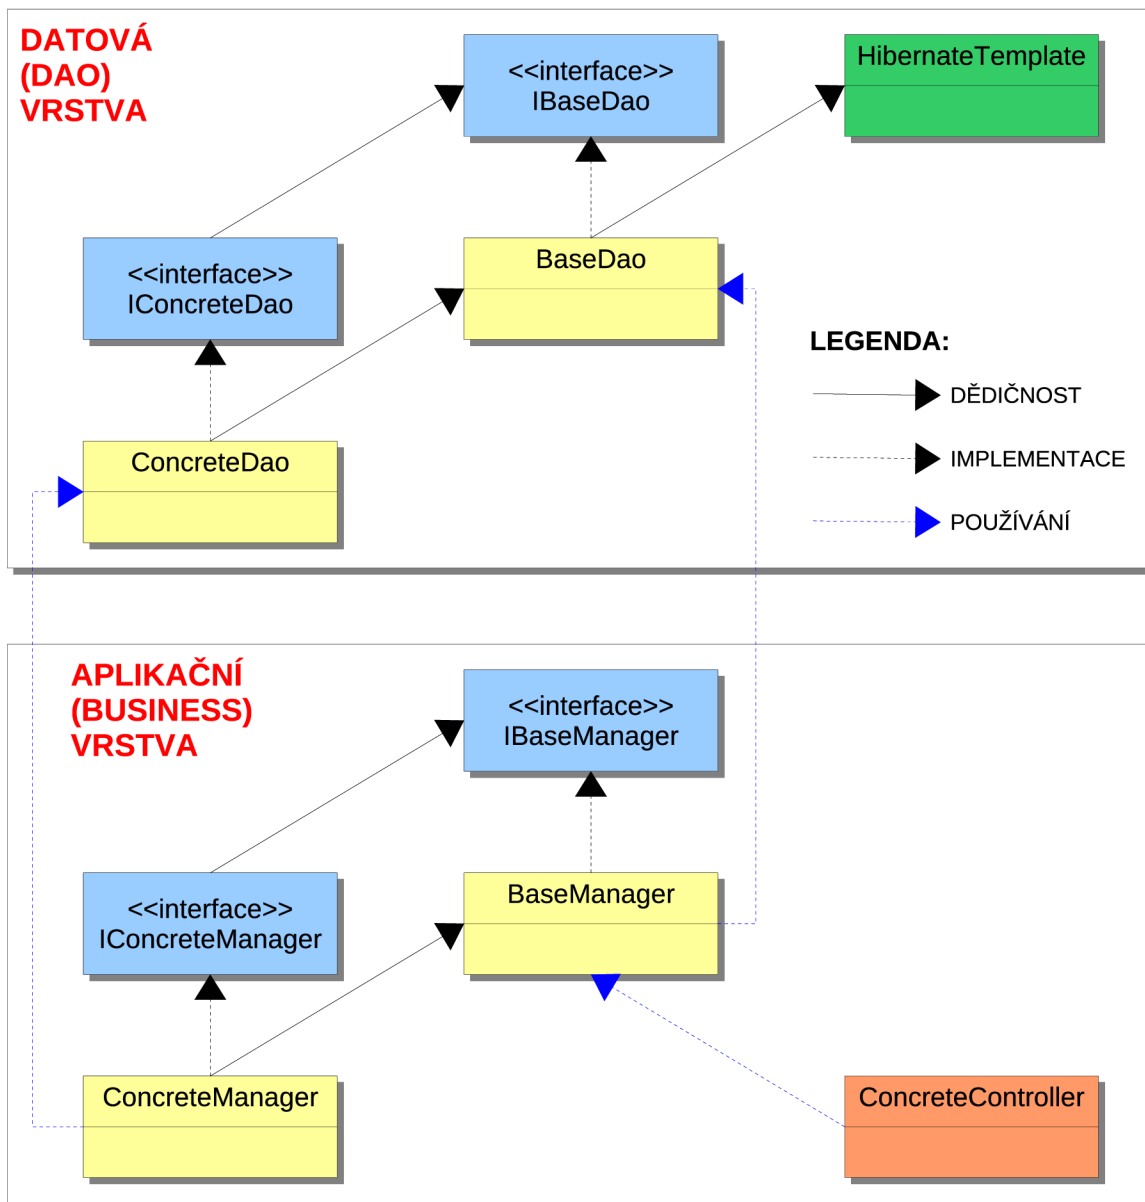 DATOVÁ
(DAO)
VRSTVA
<<interface>>
IBaseDao
HibernateTemplate
<<interface>>
IConcreteDao
BaseDao
LEGENDA:
DĚDIČNOST
IMPLEMENTACE
POUŽÍVÁNÍ
ConcreteDao
APLIKAČNÍ
(BUSINESS)
VRSTVA
<<interface>>
IBaseManager
<<interface>>
IConcreteManager
BaseManager
ConcreteManager
ConcreteController